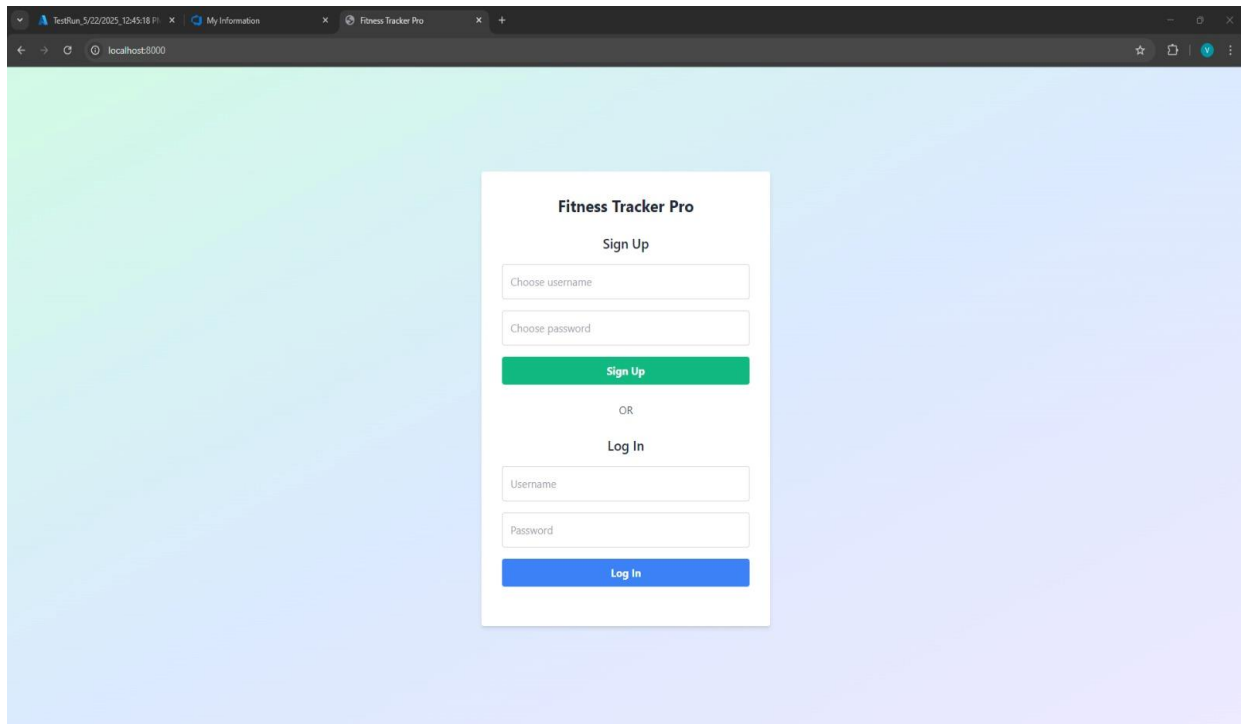 TestRun_5/22/2025_12:45:18 P
My Information
Fitness Tracker Pro
localhost:8000
V
Fitness Tracker Pro
Sign Up
Choose username
Choose password
Sign Up
OR
Log In
Username
Password
Log In